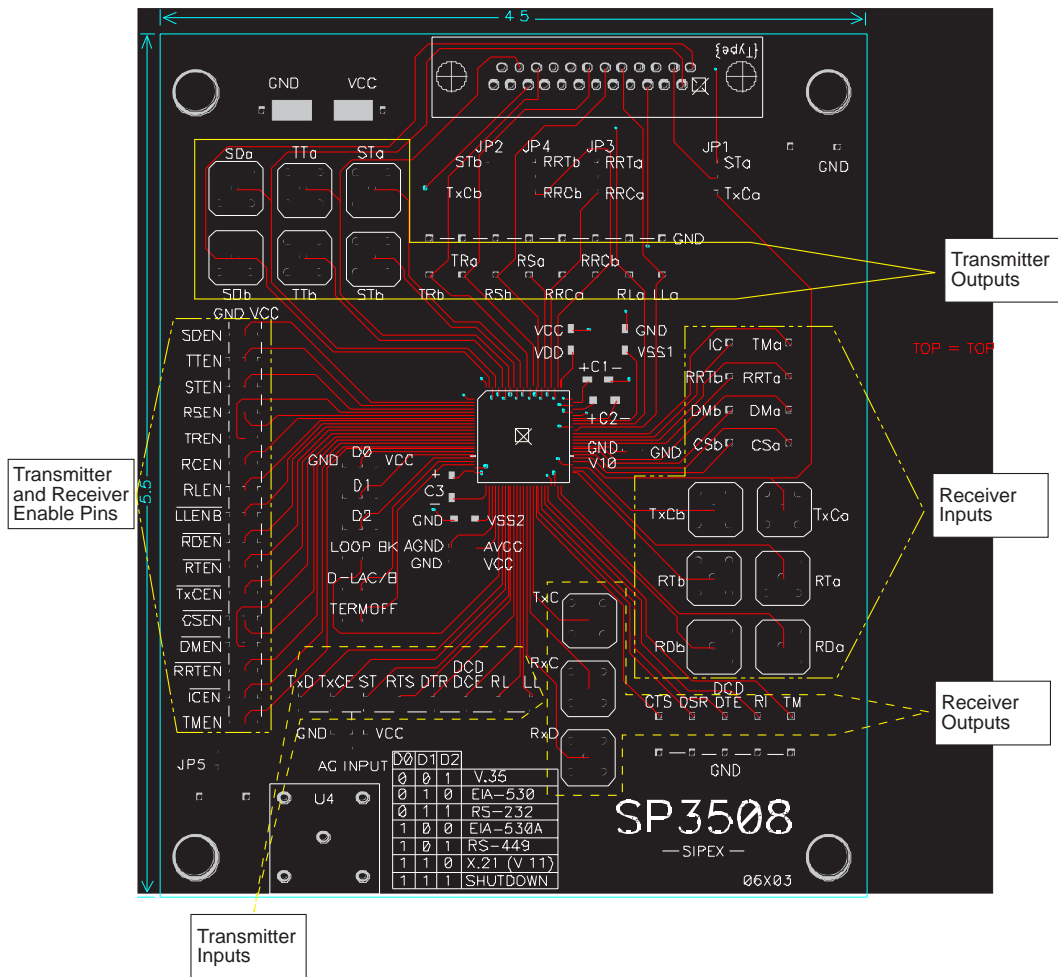 4.5
{Type}
GND VCC
JP2 JP4 JP3 JP1
SDa TTa STa
STb RRTb RRTa STa
GND
TxCb RRCb RRCa TxCa
GND
TRa RSa RRCb
SDb TTb STb
TRb RSb RRCa RLa LLa
Transmitter
Outputs
GND VCC
SDEN
TTEN
STEN
RSEN
TREN
RCEN
RLEN
LLENB
RDEN
RTEN
TxCEN
CSEN
DMEN
RRTEN
ICEN
TMEN
Transmitter
and Receiver
Enable Pins
5.5
VCC GND
VDD VSS1
+C1-
+C2-
GND GND
V10
IC TMa
RRTb RRTa
DMb DMa
CSb CSa
TOP = TOP
D0
GND VCC
D1
D2
+
C3
GND VSS2
LOOP BK
AGND AVCC
GND VCC
D-LAC/B
TERMOFF
TxCb TxCa
RTb RTa
RDb RDa
Receiver
Inputs
TxC
RxC
RxD
DCD
TxD TxCE ST RTS DTR DCE RL LL
DCD
CTS DSR DTE RI TM
GND
Receiver
Outputs
GND VCC
JP5
AC INPUT
U4
D0 D1 D2
0 0 1 V.35
0 1 0 EIA-530
0 1 1 RS-232
1 0 0 EIA-530A
1 0 1 RS-449
1 1 0 X.21 (V 11)
1 1 1 SHUTDOWN
SP3508
— SIPEX —
06X03
Transmitter
Inputs